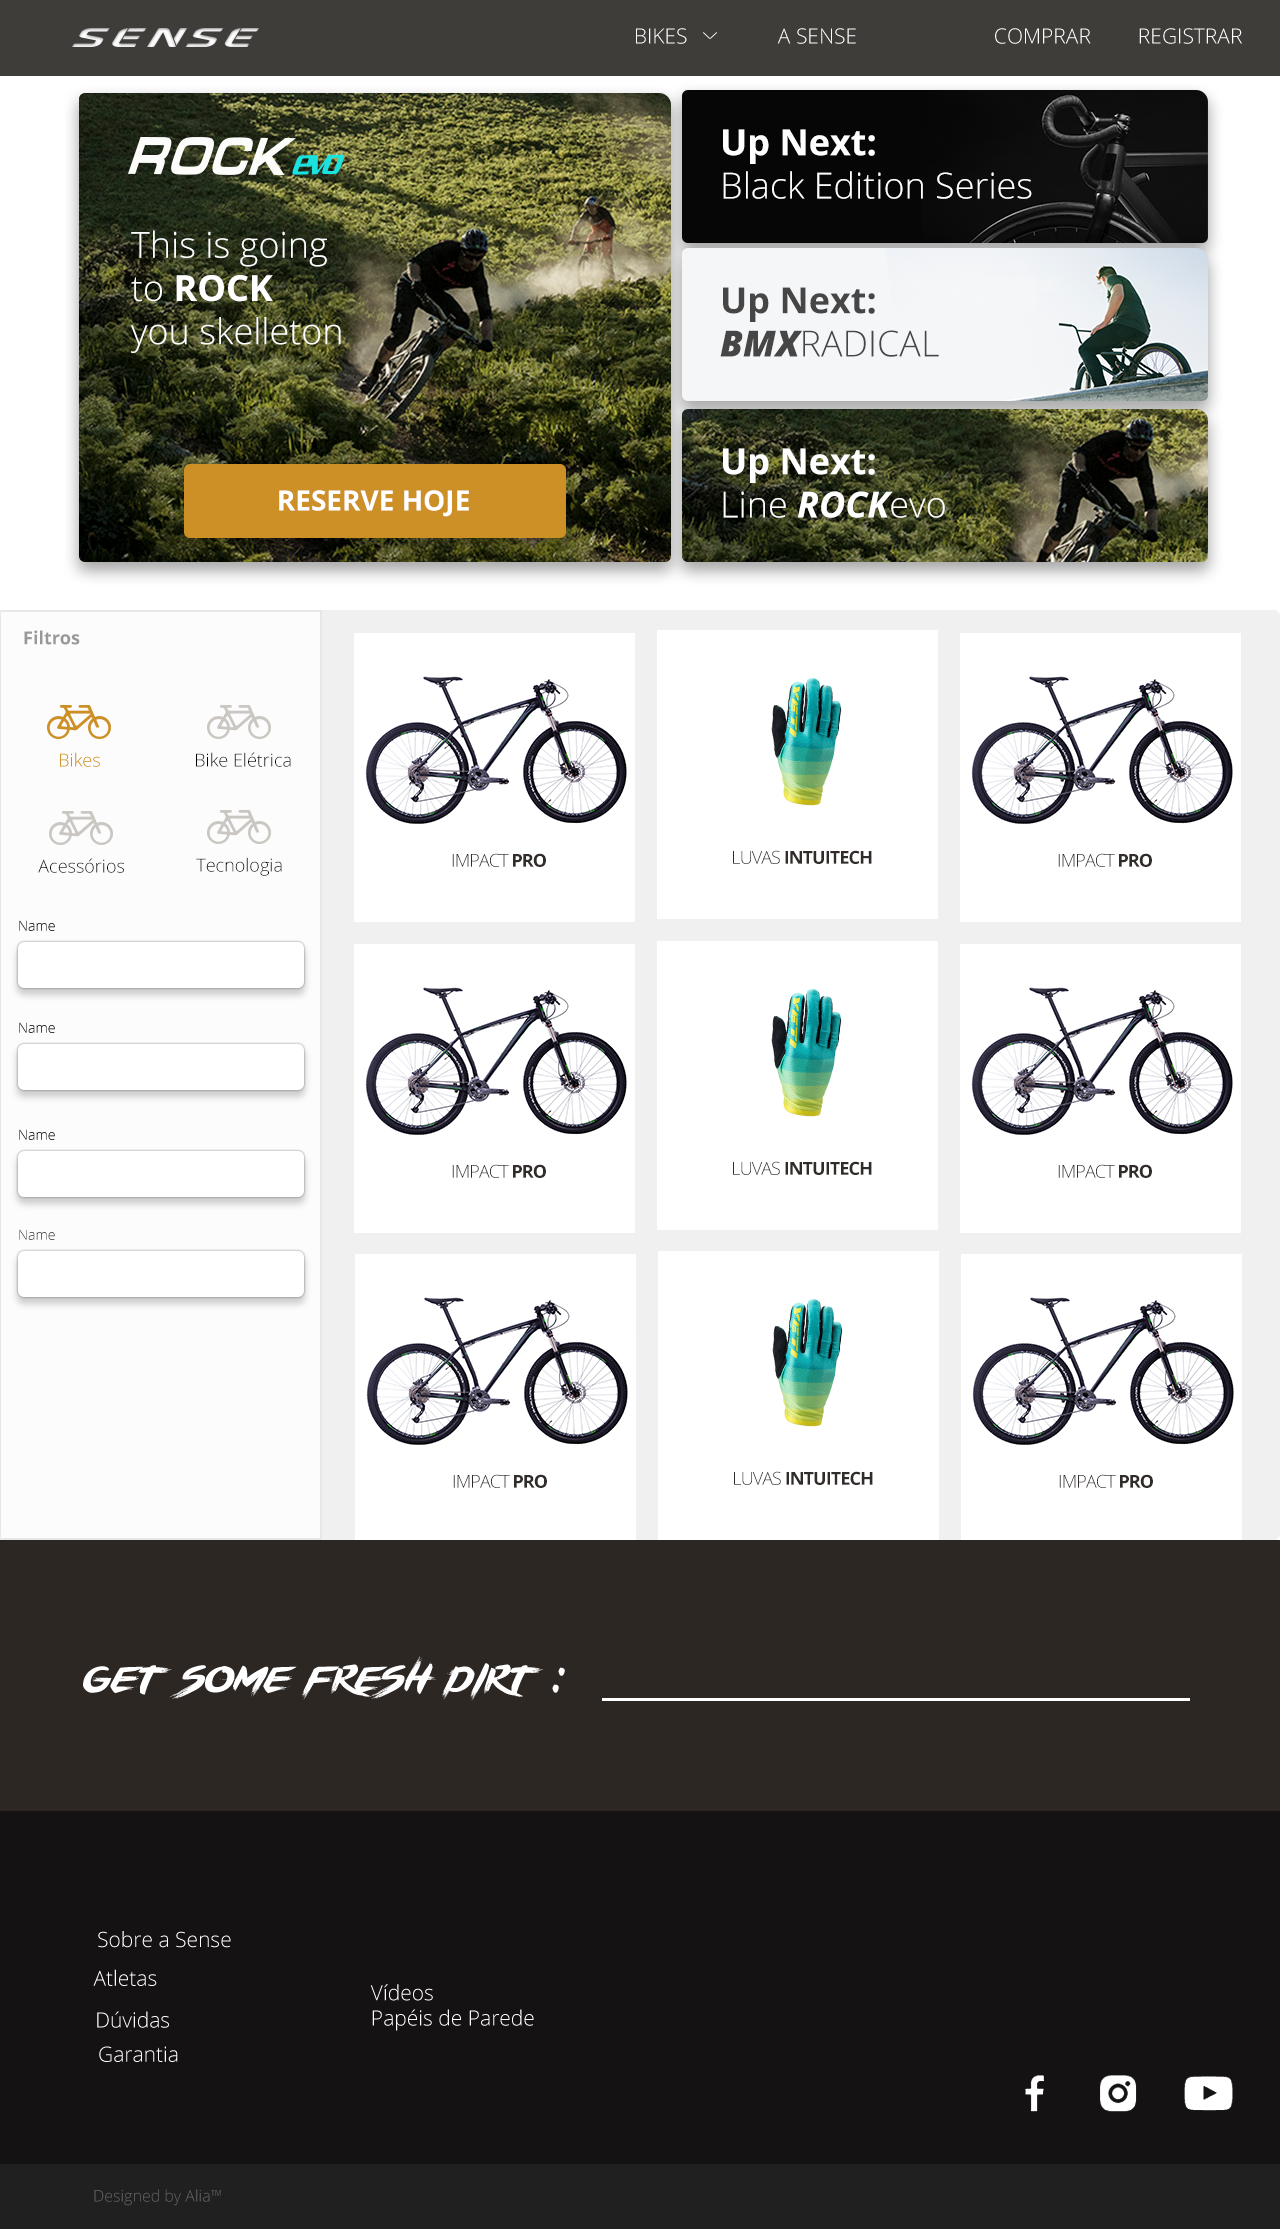 SENSE
BIKES
A SENSE
COMPRAR
REGISTRAR
ROCK evo
This is going
to ROCK
you skelleton
RESERVE HOJE
Up Next:
Black Edition Series
Up Next:
BMXRADICAL
Up Next:
Line ROCKevo
Filtros
Bikes
Bike Elétrica
Acessórios
Tecnologia
Name
Name
Name
Name
IMPACT PRO
LUVAS INTUITECH
IMPACT PRO
IMPACT PRO
LUVAS INTUITECH
IMPACT PRO
IMPACT PRO
LUVAS INTUITECH
IMPACT PRO
GET SOME FRESH DIRT :
Sobre a Sense
Atletas
Dúvidas
Garantia
Vídeos
Papéis de Parede
Designed by Alia™